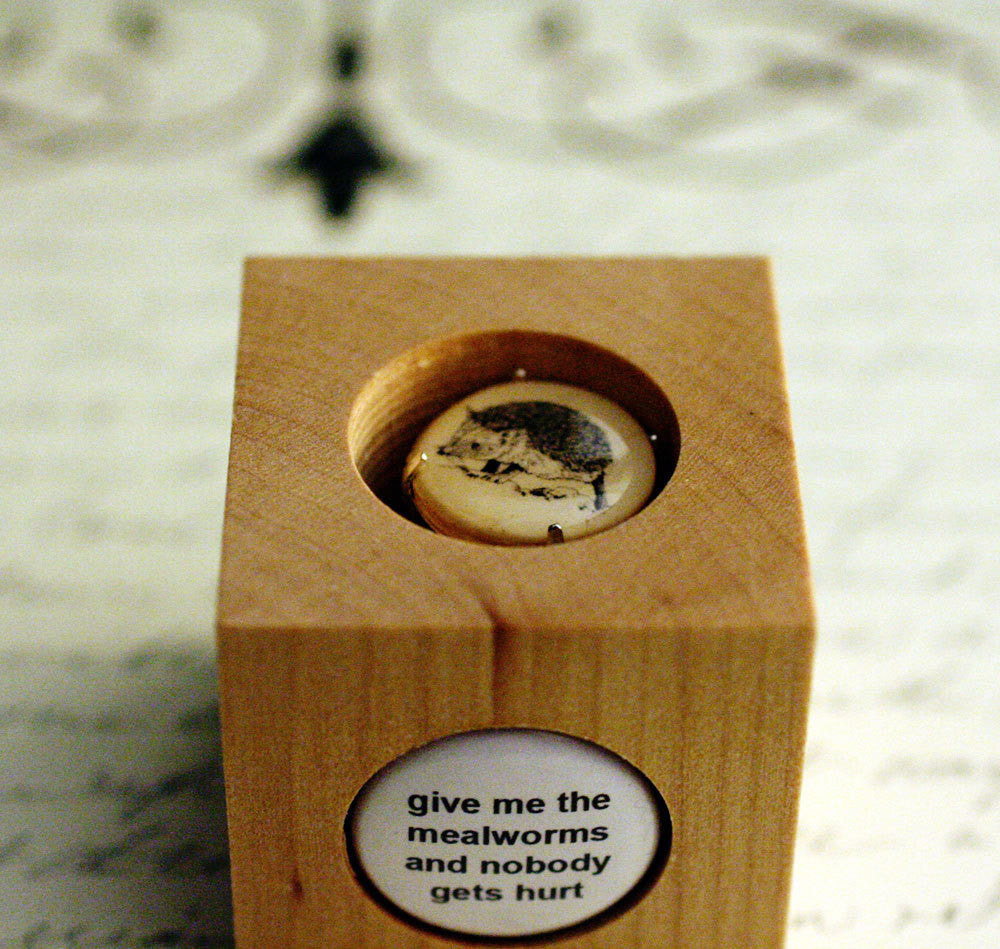 give me the
mealworms
and nobody
gets hurt